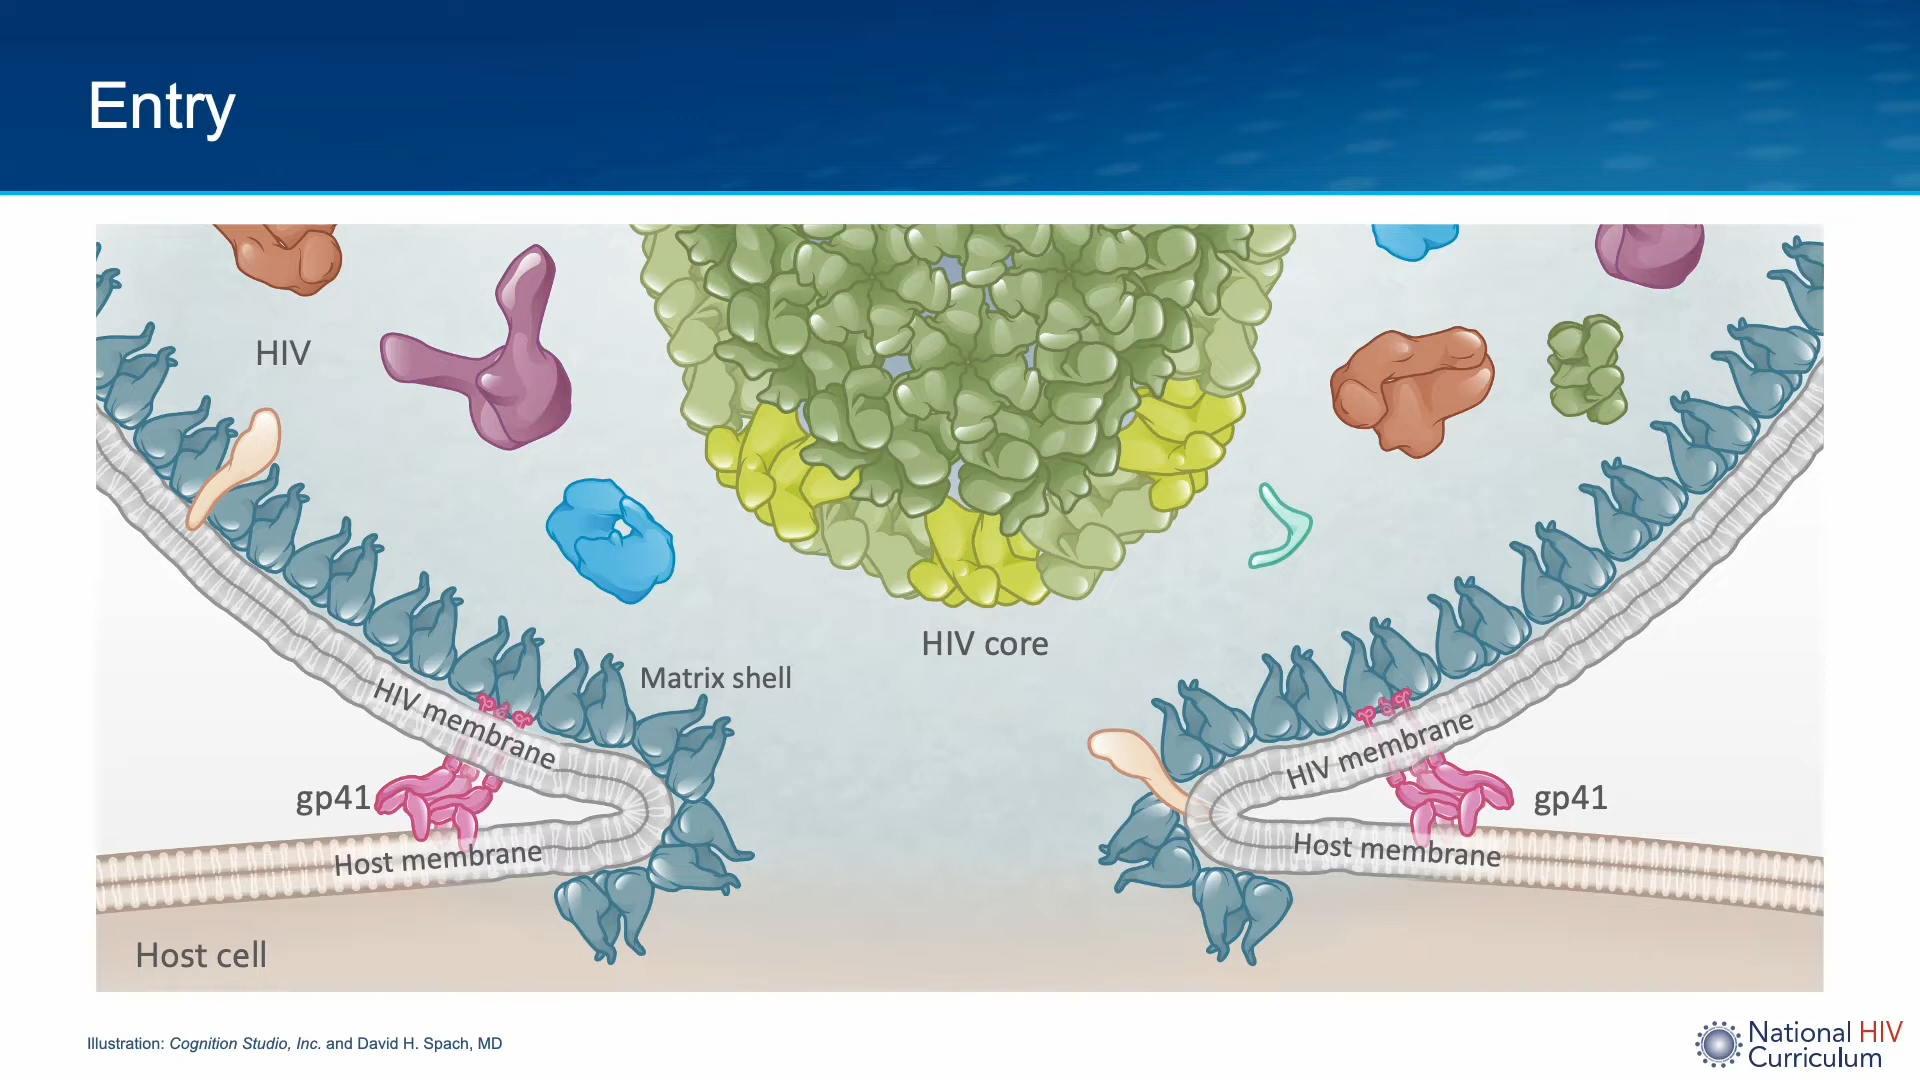 Entry
HIV
HIV core
Matrix shell
HIV membrane
HIV membrane
gp41
gp41
Host membrane
Host membrane
Host cell
Illustration: Cognition Studio, Inc. and David H. Spach, MD
National HIV
Curriculum